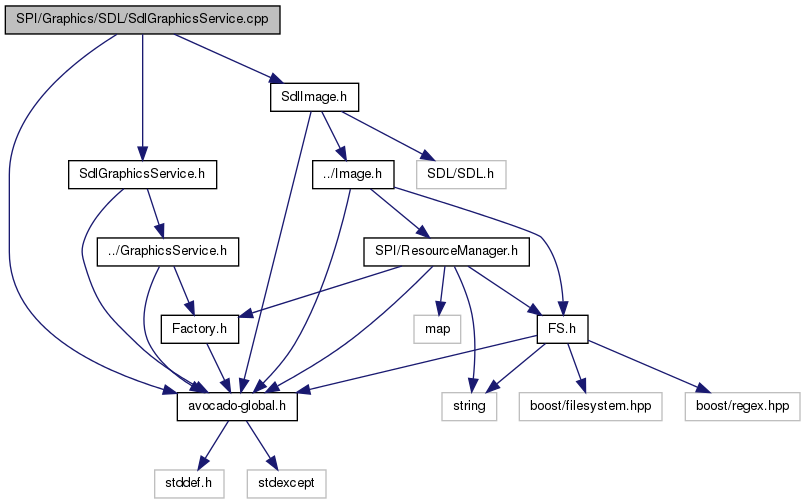 SPI/Graphics/SDL/SdlGraphicsService.cpp
SdlImage.h
SdlGraphicsService.h
../Image.h
SDL/SDL.h
../GraphicsService.h
SPI/ResourceManager.h
Factory.h
map
FS.h
avocado-global.h
string
boost/filesystem.hpp
boost/regex.hpp
stddef.h
stdexcept